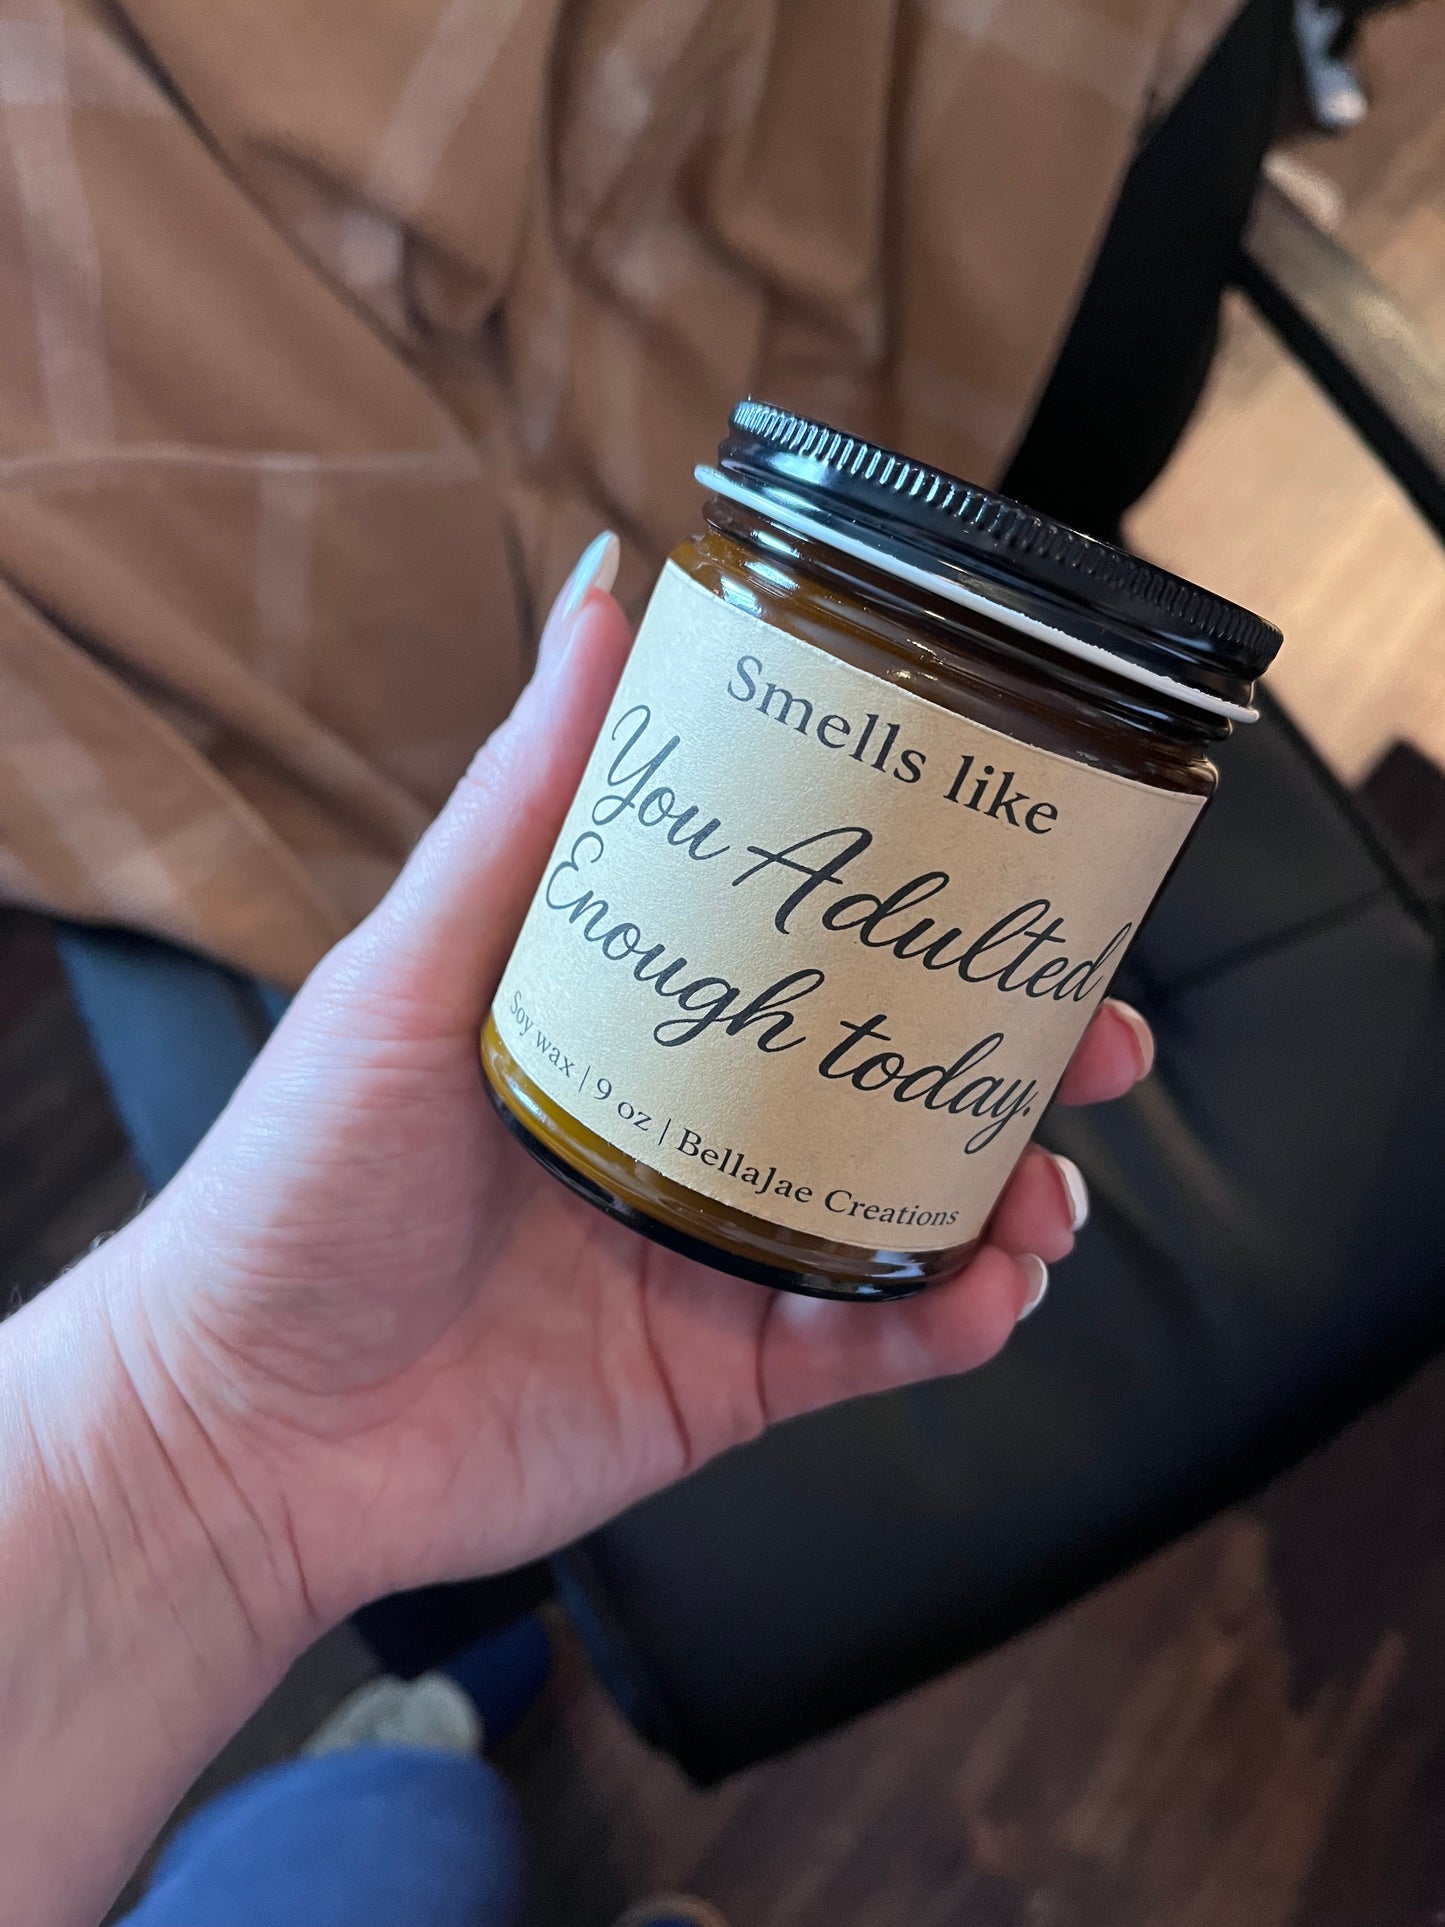 Smells like
You Adulted
Enough today.
Soy wax | 9 oz | BellaJae Creations